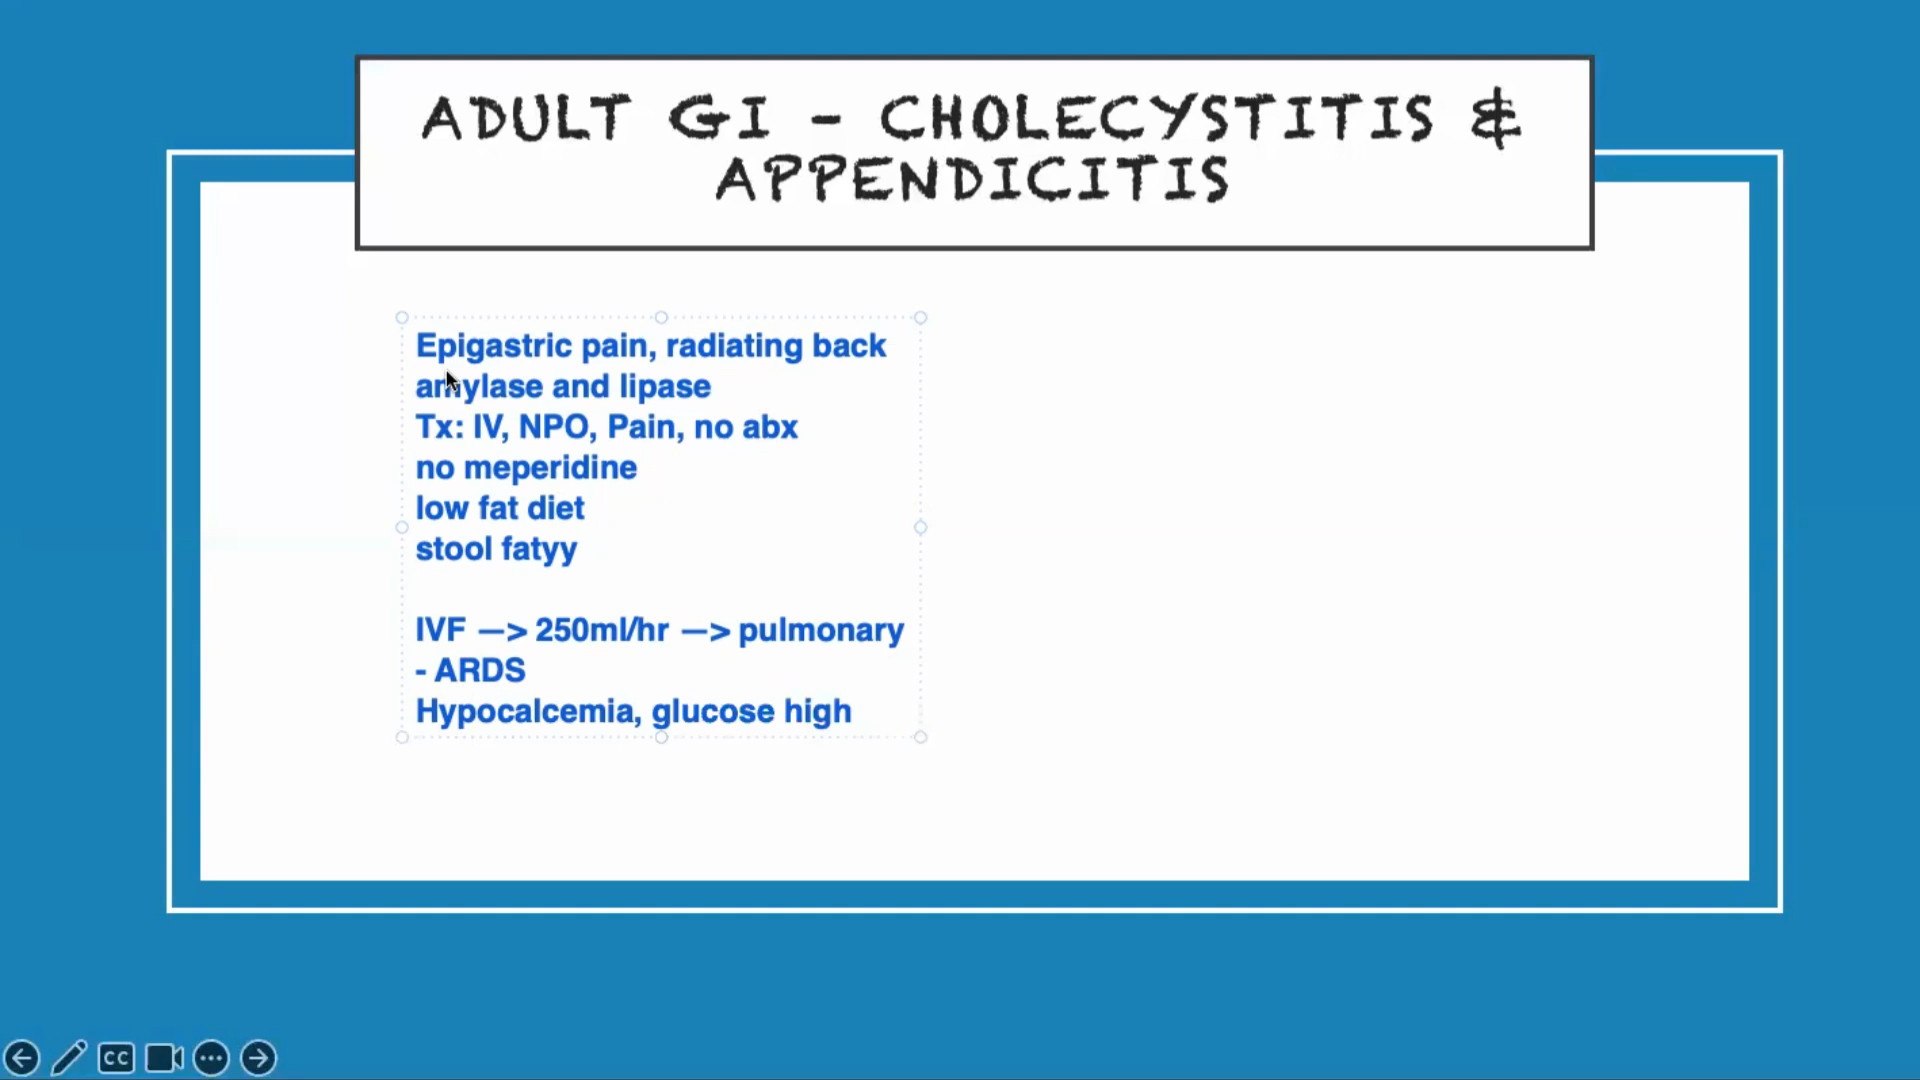 ADULT GI - CHOLECYSTITIS &
APPENDICITIS
Epigastric pain, radiating back
amylase and lipase
Tx: IV, NPO, Pain, no abx
no meperidine
low fat diet
stool fatyy
IVF —> 250ml/hr —> pulmonary
- ARDS
Hypocalcemia, glucose high
CC